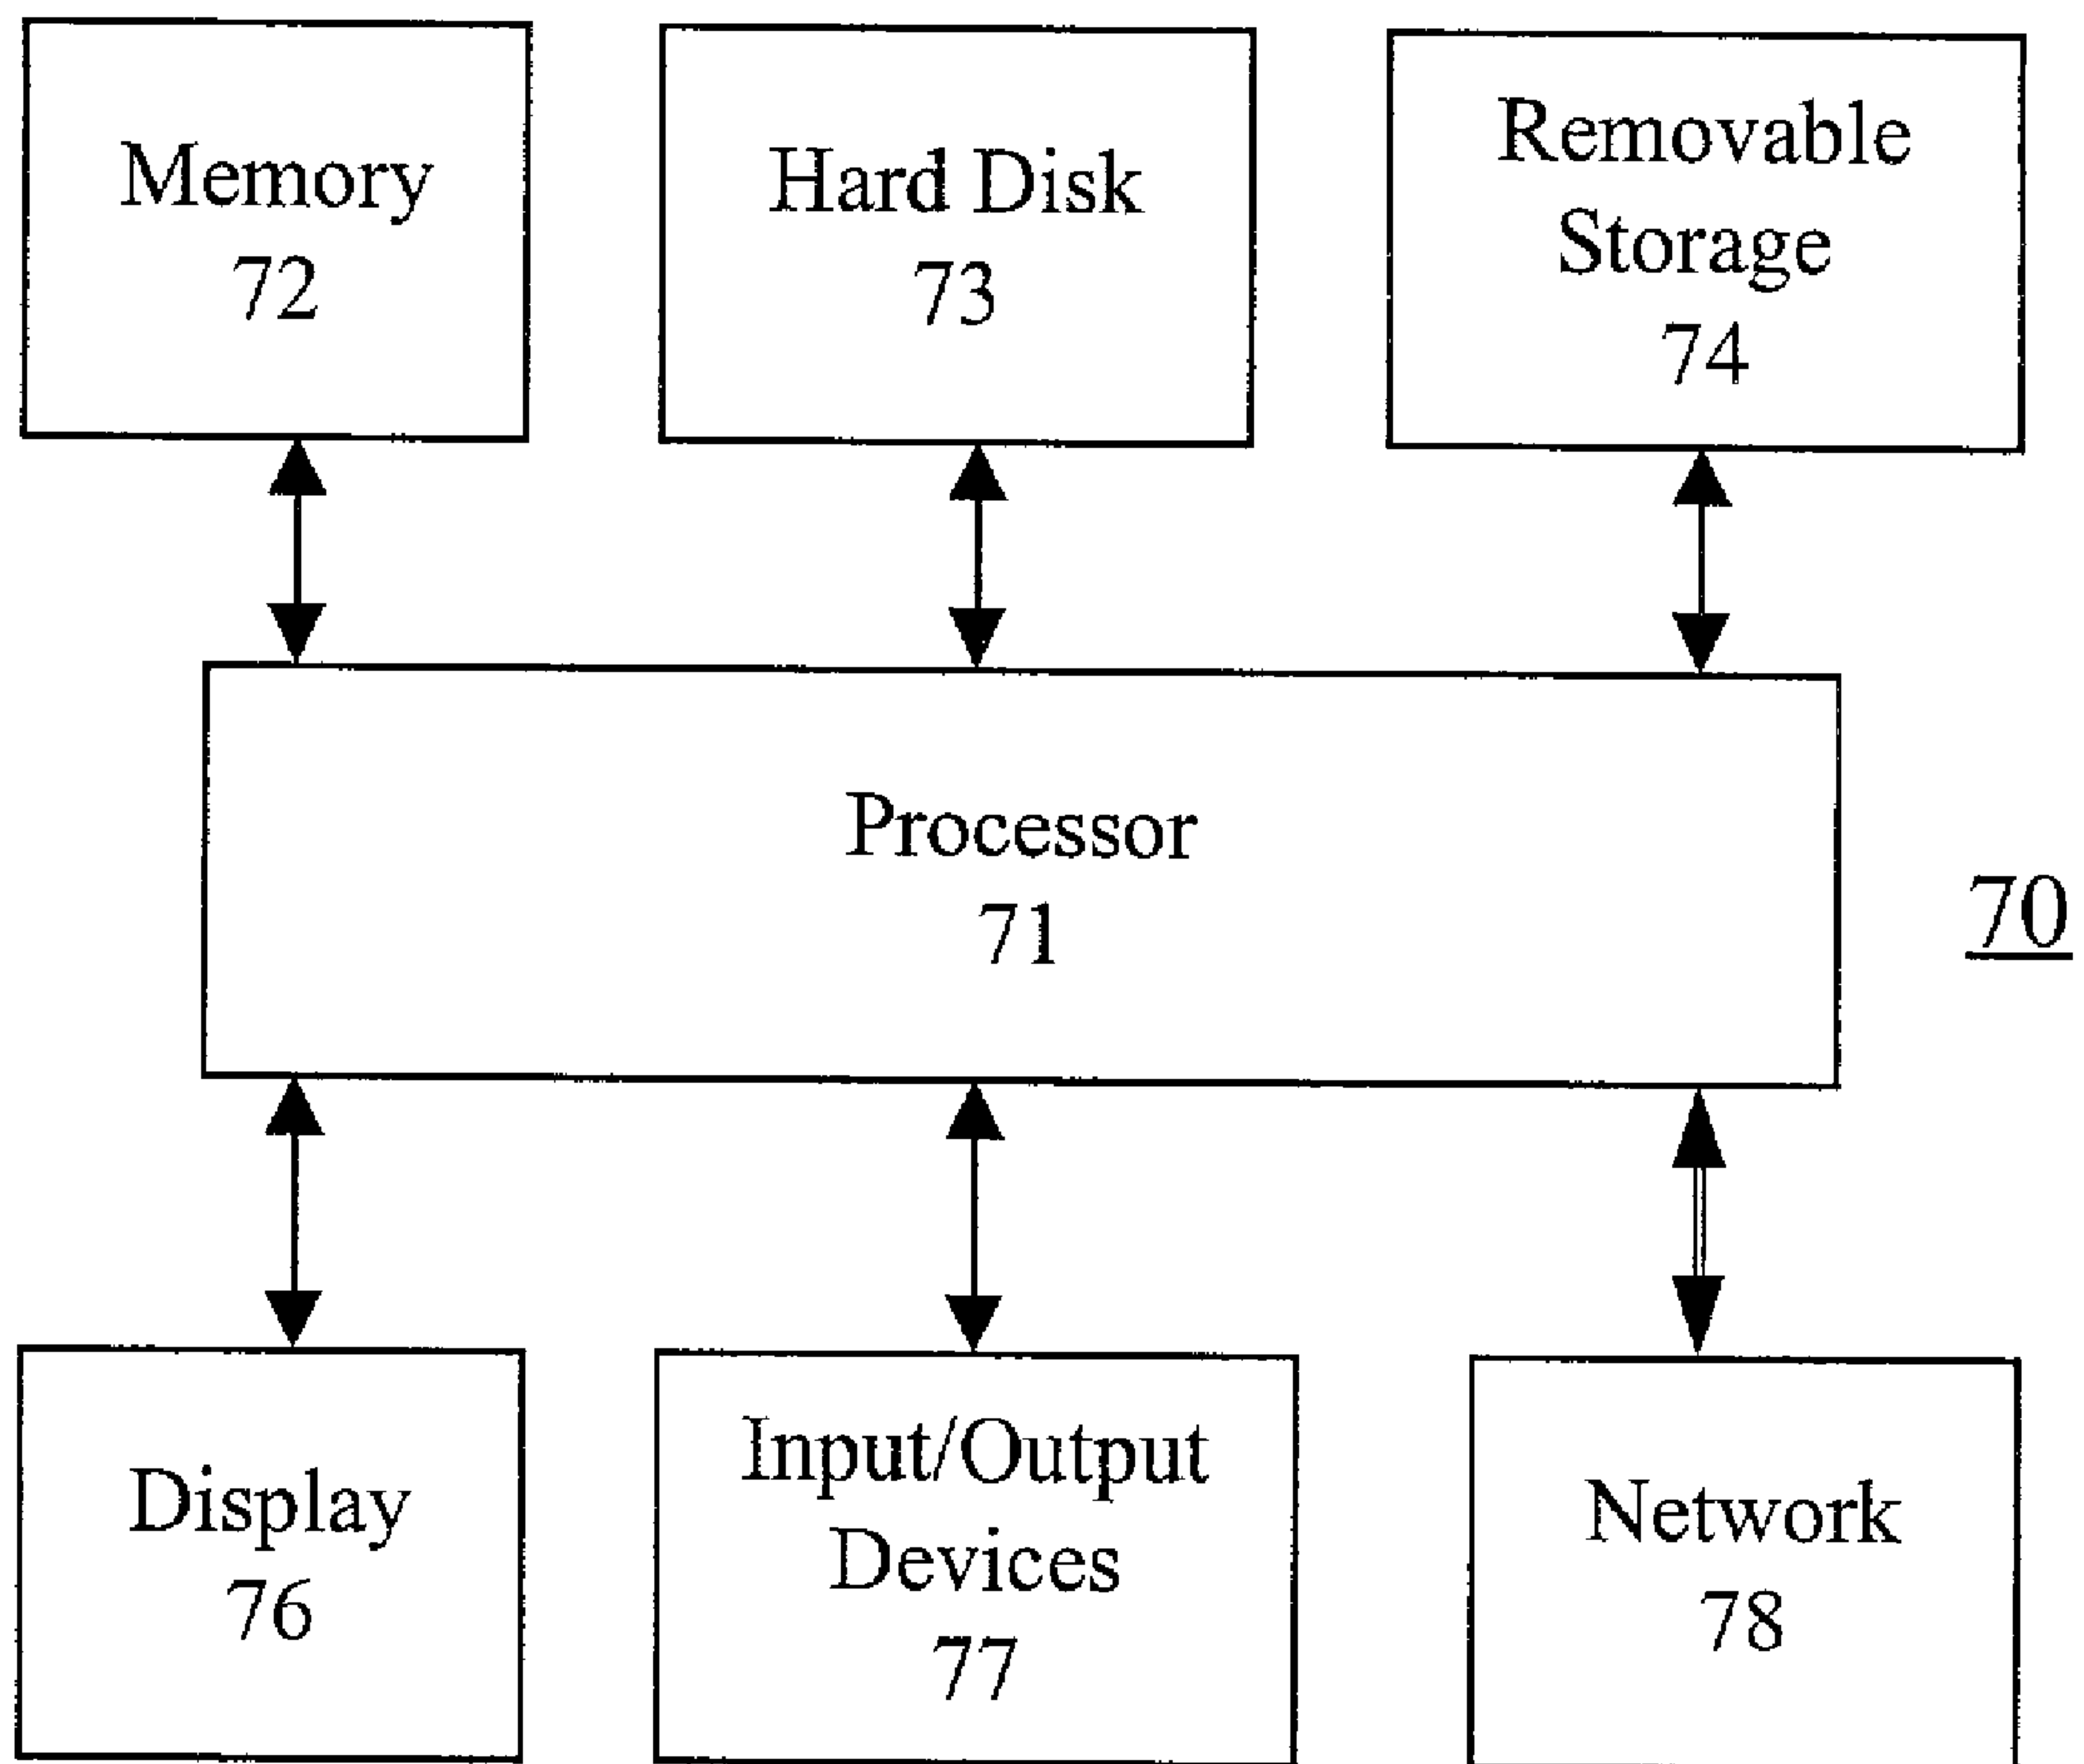 Memory
72
Hard Disk
73
Removable
Storage
74
Processor
71
70
Display
76
Input/Output
Devices
77
Network
78